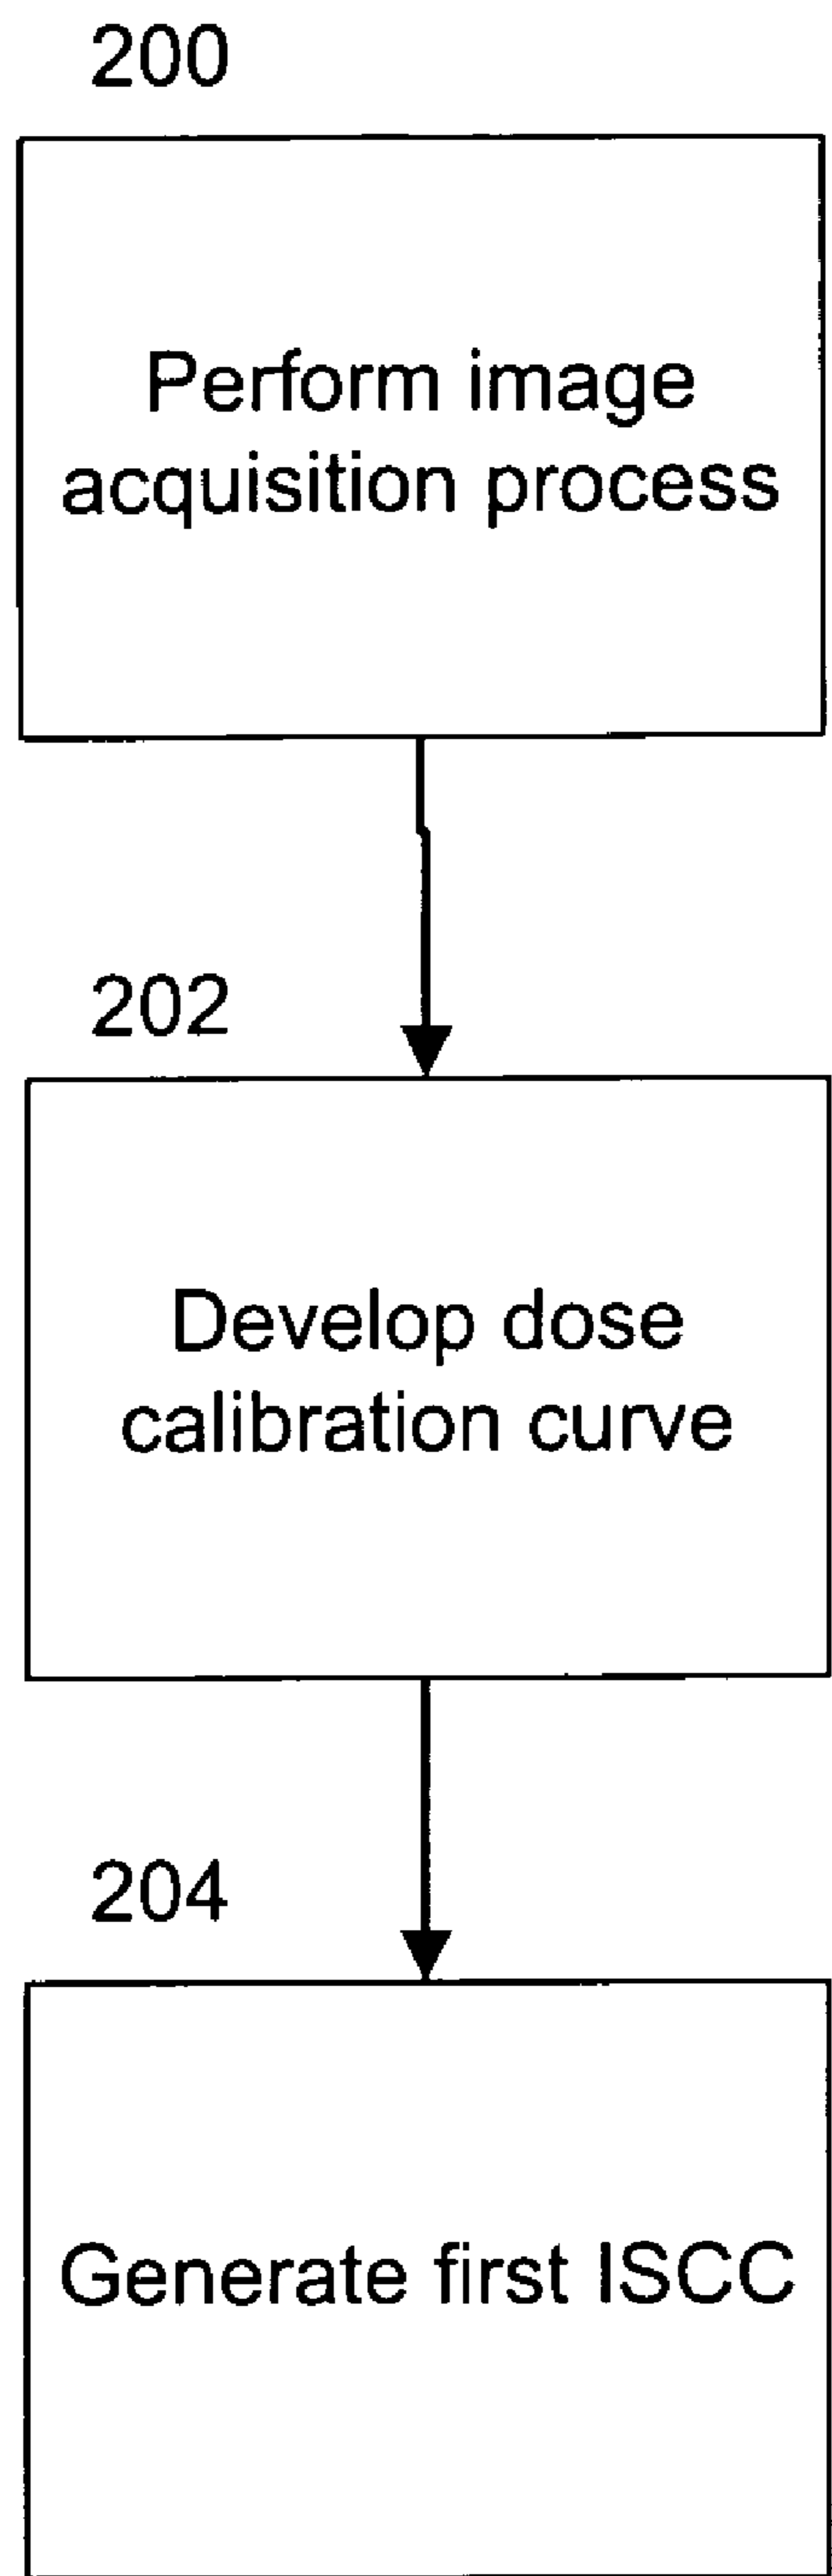 200
Perform image
acquisition process
202
Develop dose
calibration curve
204
Generate first ISCC